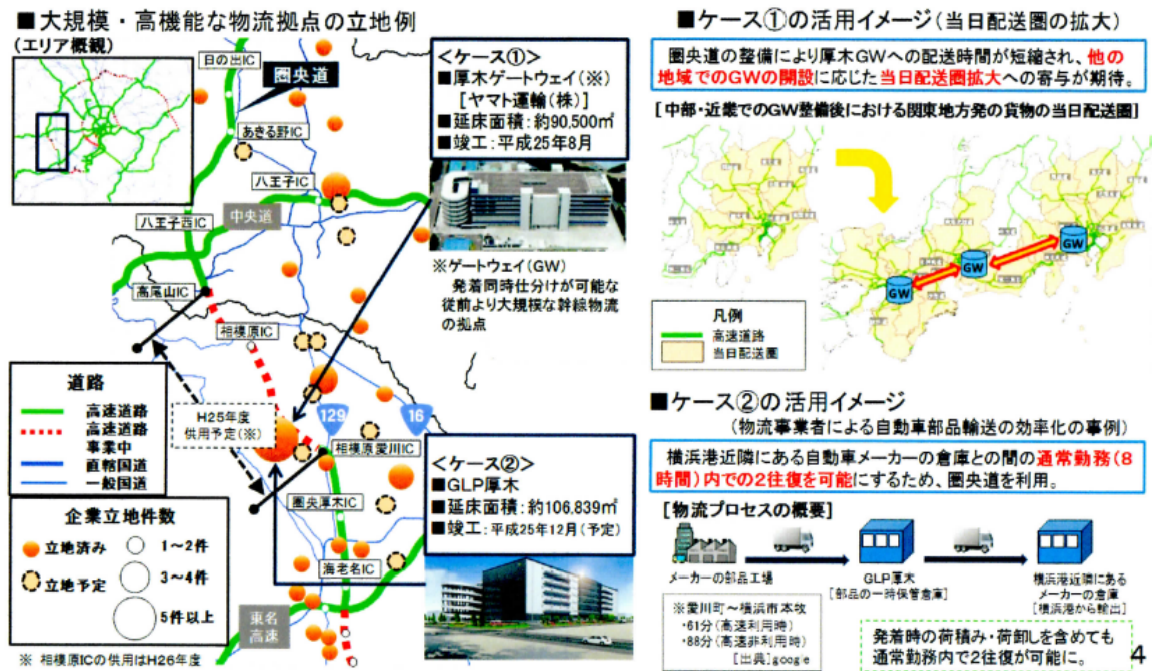 ■大規模・高機能な物流拠点の立地例
(エリア概観)
日の出IC
圏央道
あきる野IC
八王子IC
中央道
八王子西IC
高尾山IC
相模原IC
H25年度
供用予定(※)
129
16
相模原愛川IC
圏央厚木IC
海老名IC
東名
高速
道路
高速道路
高速道路
事業中
直轄国道
一般国道
企業立地件数
立地済み
立地予定
1~2件
3~4件
5件以上
※ 相模原ICの供用はH26年度
<ケース①>
■厚木ゲートウェイ(※)
[ヤマト運輸(株)]
■延床面積:約90,500㎡
■竣工:平成25年8月
※ゲートウェイ(GW)
発着同時仕分けが可能な
従前より大規模な幹線物流
の拠点
<ケース②>
■GLP厚木
■延床面積:約106,839㎡
■竣工:平成25年12月(予定)
■ケース①の活用イメージ(当日配送圏の拡大)
圏央道の整備により厚木GWへの配送時間が短縮され、他の
地域でのGWの開設に応じた当日配送圏拡大への寄与が期待。
[中部・近畿でのGW整備後における関東地方発の貨物の当日配送圏]
GW
GW
GW
凡例
高速道路
当日配送圏
■ケース②の活用イメージ
(物流事業者による自動車部品輸送の効率化の事例)
横浜港近隣にある自動車メーカーの倉庫との間の通常勤務(8
時間)内での2往復を可能にするため、圏央道を利用。
[物流プロセスの概要]
メーカーの部品工場
GLP厚木
[部品の一時保管倉庫]
横浜港近隣にある
メーカーの倉庫
[横浜港から輸出]
※愛川町~横浜市本牧
・61分(高速利用時)
・88分(高速非利用時)
[出典]google
発着時の荷積み・荷卸しを含めても
通常勤務内で2往復が可能に。
4